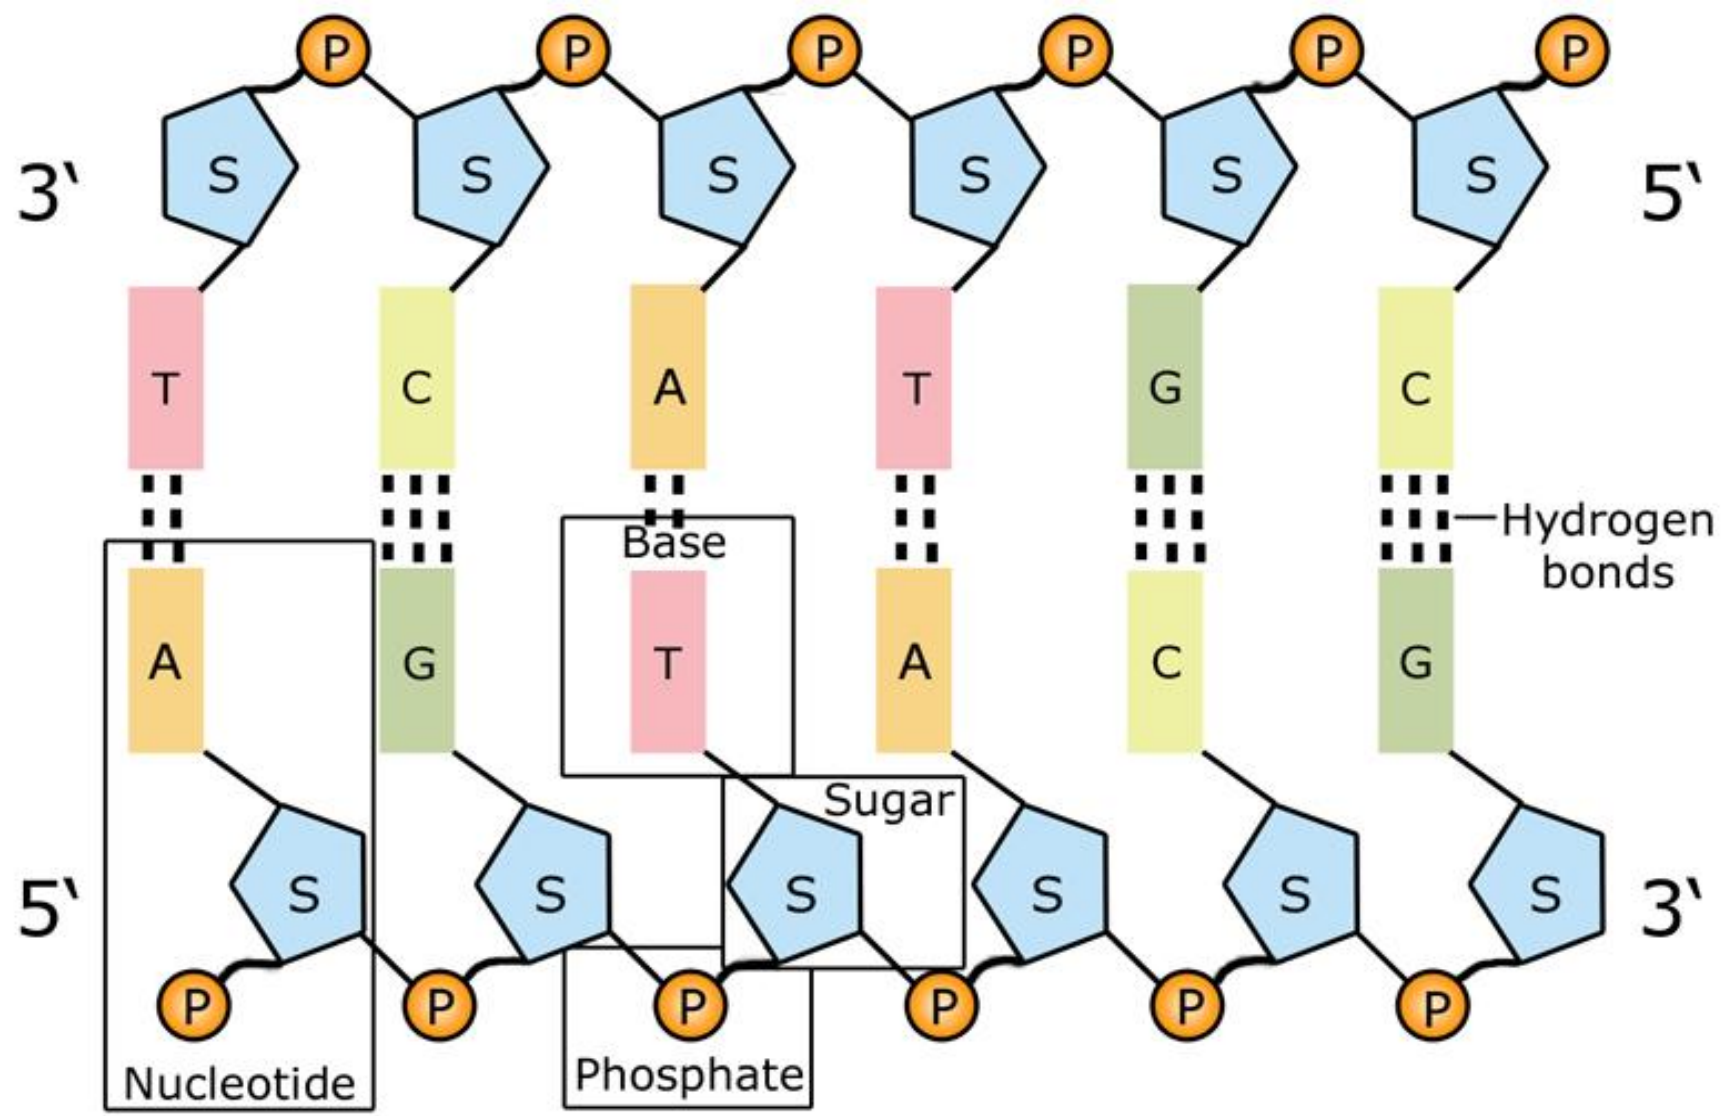 P P P P P P
3' S S S S S S 5'
T C A T G C
Hydrogen
bonds
Base
A G T A C G
Sugar
5' S S S S S S 3'
P P P P P P
Nucleotide
Phosphate